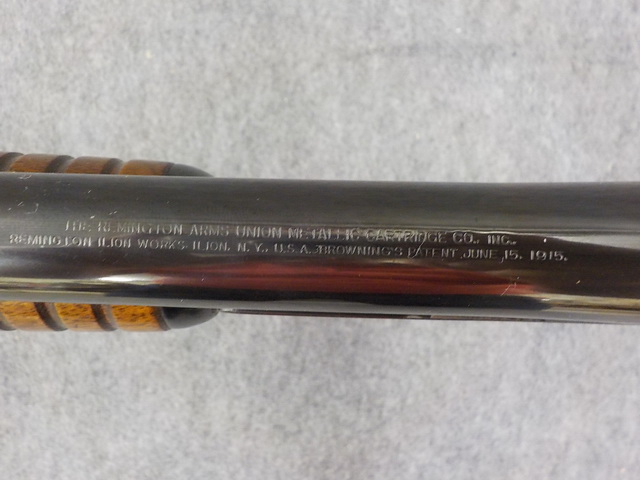 THE REMINGTON ARMS UNION METALLIC CARTRIDGE CO. INC.
REMINGTON ILION WORKS-ILION, N.Y., U.S.A. BROWNING'S PATENT, JUNE, 15. 1915.